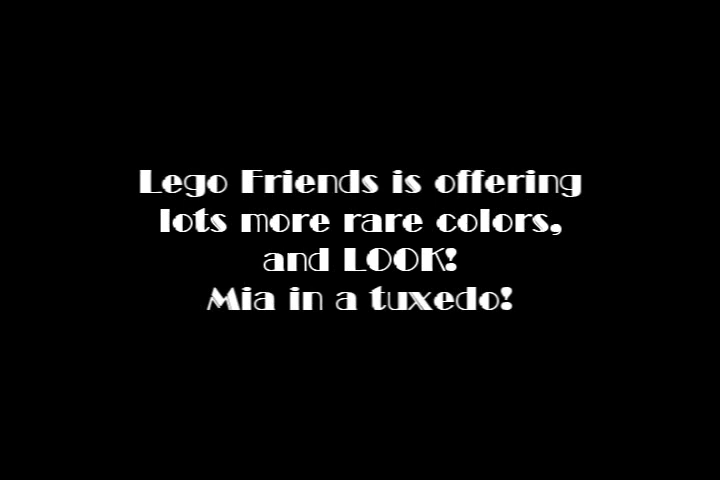 Lego Friends is offering
lots more rare colors,
and LOOK!
Mia in a tuxedo!